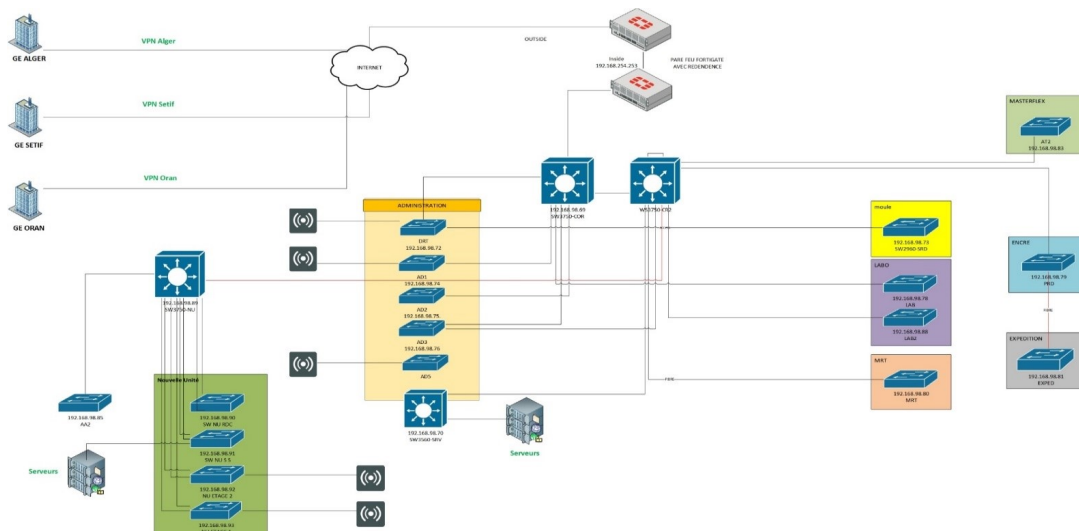 VPN Alger
GE ALGER
VPN Setif
GE SETIF
VPN Oran
GE ORAN
INTERNET
OUTSIDE
Inside
192.168.254.253
PARE FEU FORTIGATE
AVEC REDENDENCE
MASTERFLEX
AT2
192.168.98.83
192.168.98.69
SW3750-COR
WS3750-CR2
ADMINISTRATION
DRT
192.168.98.72
AD1
192.168.98.74
AD2
192.168.98.75
AD3
192.168.98.76
AD5
192.168.98.70
SW3560-SRV
Serveurs
moule
192.168.98.73
SW2960-SRD
LABO
192.168.98.78
LAB
192.168.98.88
LAB2
MRT
192.168.98.80
MRT
ENCRE
192.168.98.79
PRD
EXPEDITION
192.168.98.81
EXPED
192.168.98.89
SW3750-NU
192.168.98.85
AA2
Serveurs
Nouvelle Unité
192.168.98.90
SW NU RDC
192.168.98.91
SW NU S S
192.168.98.92
NU ETAGE 2
192.168.98.93